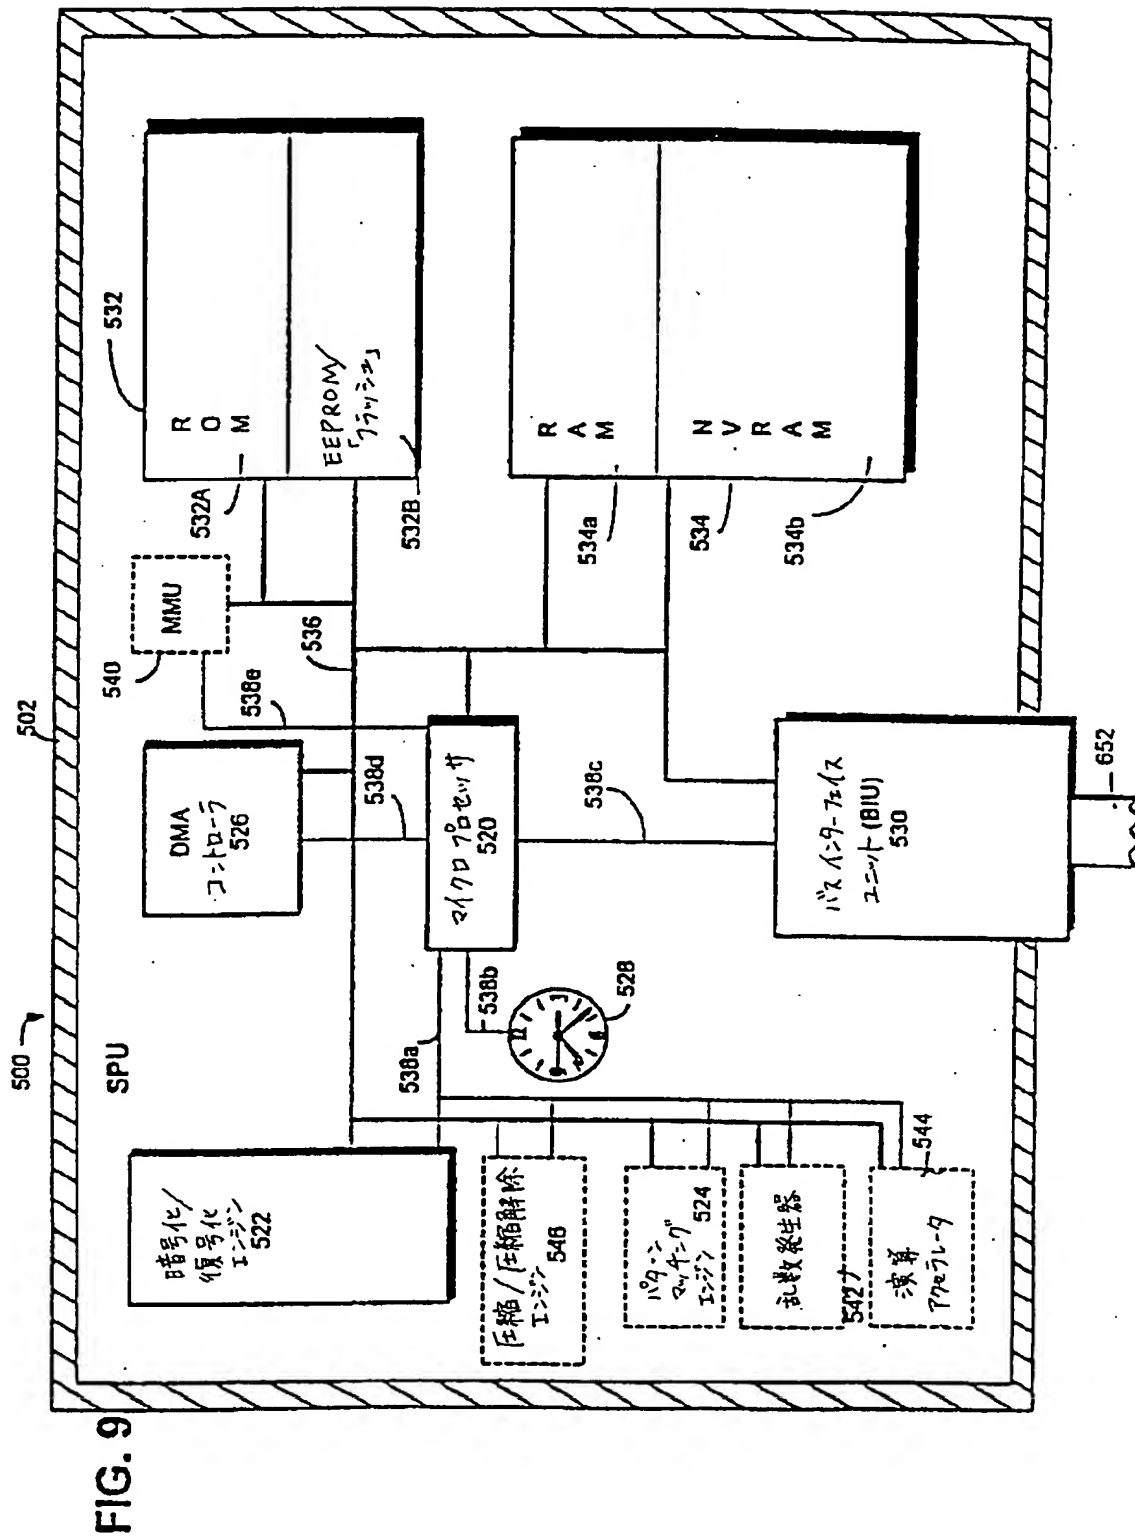 FIG. 9
500
502
SPU
暗号化/
復号化
エンジン
522
DMA
コントローラ
526
540
MMU
532
R
O
M
532A
EEPROM/
「フラッシュ」
532B
536
538e
538d
マイクロプロセッサ
520
538a
538b
528
538c
R
A
M
534a
534
N
V
R
A
M
534b
圧縮/圧縮解除
エンジン
546
パターン
マッチング
エンジン
524
乱数発生器
542
演算
アクセラレータ
544
バスインターフェイス
ユニット(BIU)
530
652